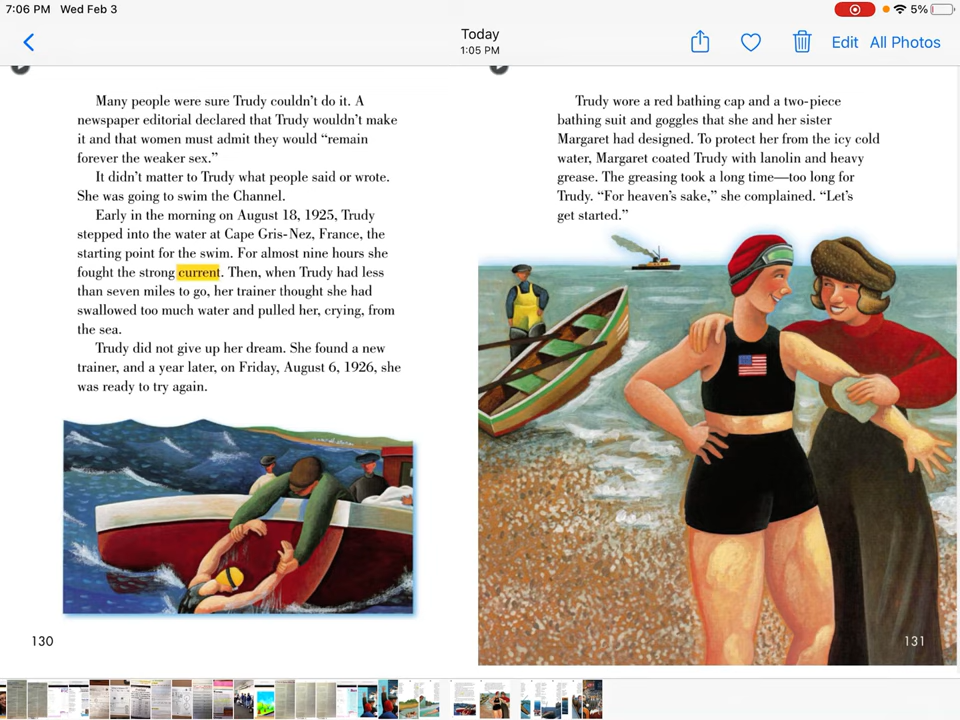 7:06 PM Wed Feb 3
5%
Today
1:05 PM
Edit All Photos
Many people were sure Trudy couldn’t do it. A
newspaper editorial declared that Trudy wouldn’t make
it and that women must admit they would “remain
forever the weaker sex.”
It didn’t matter to Trudy what people said or wrote.
She was going to swim the Channel.
Early in the morning on August 18, 1925, Trudy
stepped into the water at Cape Gris-Nez, France, the
starting point for the swim. For almost nine hours she
fought the strong current. Then, when Trudy had less
than seven miles to go, her trainer thought she had
swallowed too much water and pulled her, crying, from
the sea.
Trudy did not give up her dream. She found a new
trainer, and a year later, on Friday, August 6, 1926, she
was ready to try again.
130
Trudy wore a red bathing cap and a two-piece
bathing suit and goggles that she and her sister
Margaret had designed. To protect her from the icy cold
water, Margaret coated Trudy with lanolin and heavy
grease. The greasing took a long time—too long for
Trudy. “For heaven’s sake,” she complained. “Let’s
get started.”
131